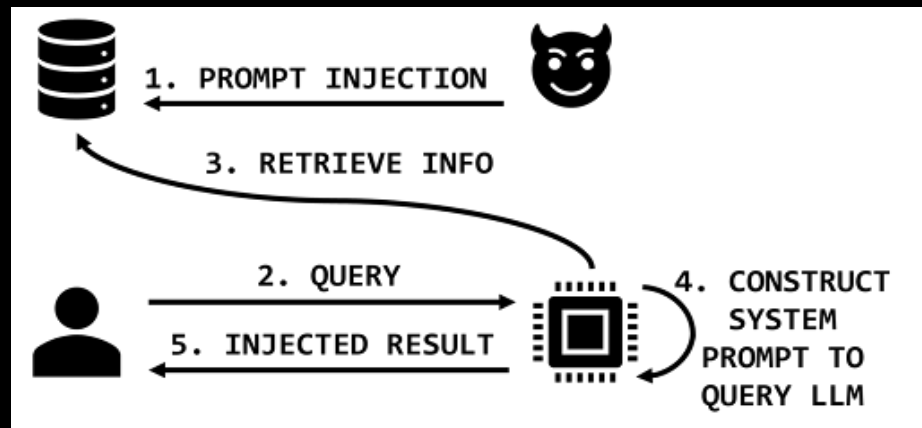 1. PROMPT INJECTION
3. RETRIEVE INFO
2. QUERY
4. CONSTRUCT
SYSTEM
PROMPT TO
QUERY LLM
5. INJECTED RESULT